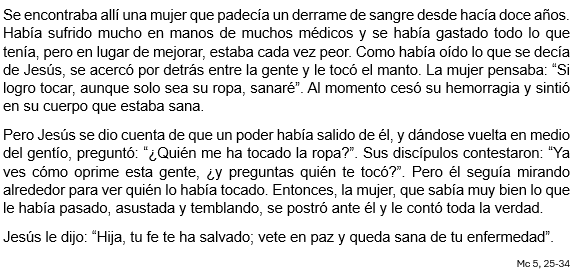 Se encontraba allí una mujer que padecía un derrame de sangre desde hacía doce años.
Había sufrido mucho en manos de muchos médicos y se había gastado todo lo que
tenía, pero en lugar de mejorar, estaba cada vez peor. Como había oído lo que se decía
de Jesús, se acercó por detrás entre la gente y le tocó el manto. La mujer pensaba: “Si
logro tocar, aunque solo sea su ropa, sanaré”. Al momento cesó su hemorragia y sintió
en su cuerpo que estaba sana.
Pero Jesús se dio cuenta de que un poder había salido de él, y dándose vuelta en medio
del gentío, preguntó: “¿Quién me ha tocado la ropa?”. Sus discípulos contestaron: “Ya
ves cómo oprime esta gente, ¿y preguntas quién te tocó?”. Pero él seguía mirando
alrededor para ver quién lo había tocado. Entonces, la mujer, que sabía muy bien lo que
le había pasado, asustada y temblando, se postró ante él y le contó toda la verdad.
Jesús le dijo: “Hija, tu fe te ha salvado; vete en paz y queda sana de tu enfermedad”.
Mc 5, 25-34